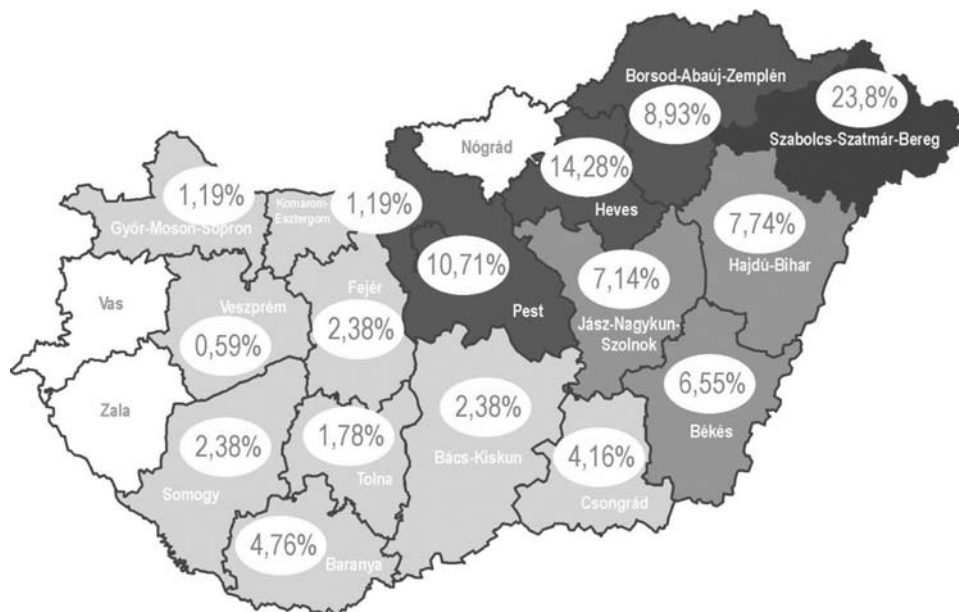 Borsod-Abaúj-Zemplén
8,93%
23,8%
Szabolcs-Szatmár-Bereg
Nógrád
14,28%
Heves
1,19%
Győr-Moson-Sopron
Komárom-
Esztergom
1,19%
7,74%
Hajdú-Bihar
10,71%
Pest
7,14%
Jász-Nagykun-
Szolnok
Vas
Veszprém
0,59%
Fejér
2,38%
6,55%
Békés
Zala
2,38%
Somogy
1,78%
Tolna
2,38%
Bács-Kiskun
4,16%
Csongrád
4,76%
Baranya